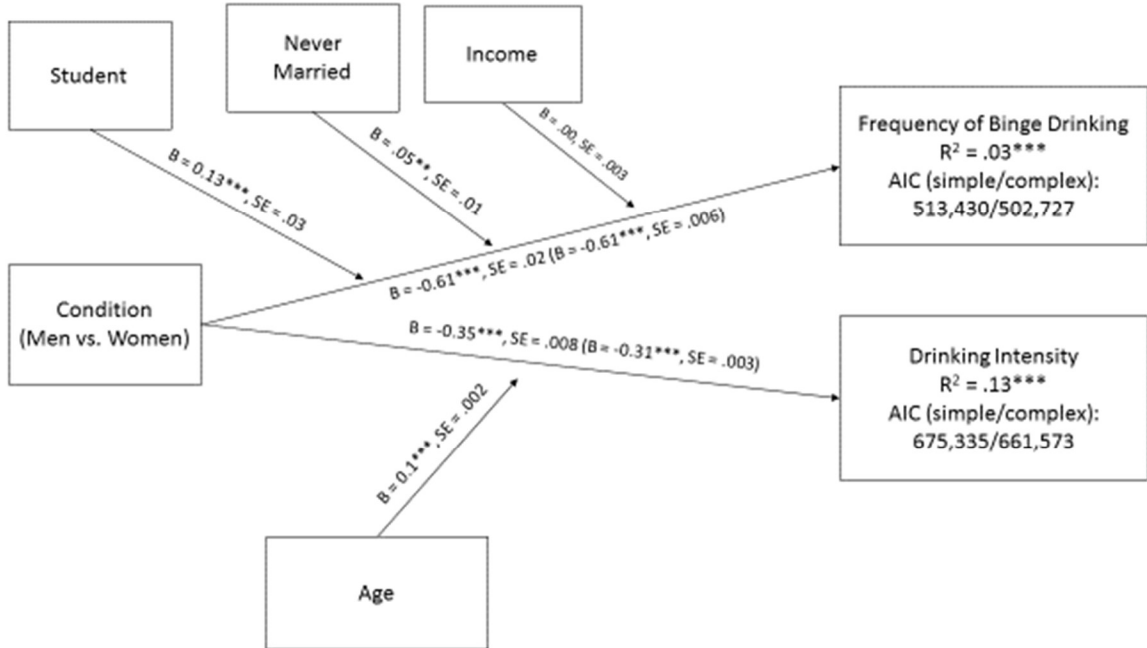 Student
Never
Married
Income
B = 0.13***, SE = .03
B = .05**, SE = .01
B = .00, SE = .003
Frequency of Binge Drinking
R² = .03***
AIC (simple/complex):
513,430/502,727
B = -0.61***, SE = .02 (B = -0.61***, SE = .006)
Condition
(Men vs. Women)
B = -0.35***, SE = .008 (B = -0.31***, SE = .003)
Drinking Intensity
R² = .13***
AIC (simple/complex):
675,335/661,573
B = 0.1***, SE = .002
Age